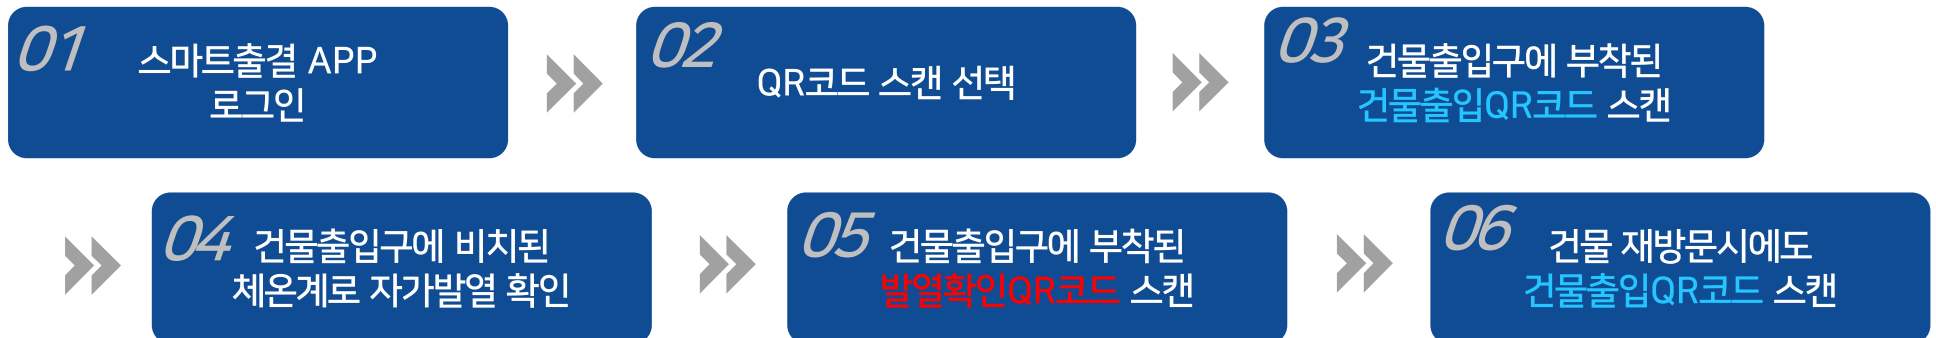 01
스마트출결 APP
로그인
02
QR코드 스캔 선택
03
건물출입구에 부착된
건물출입QR코드 스캔
04
건물출입구에 비치된
체온계로 자가발열 확인
05
건물출입구에 부착된
발열확인QR코드 스캔
06
건물 재방문시에도
건물출입QR코드 스캔